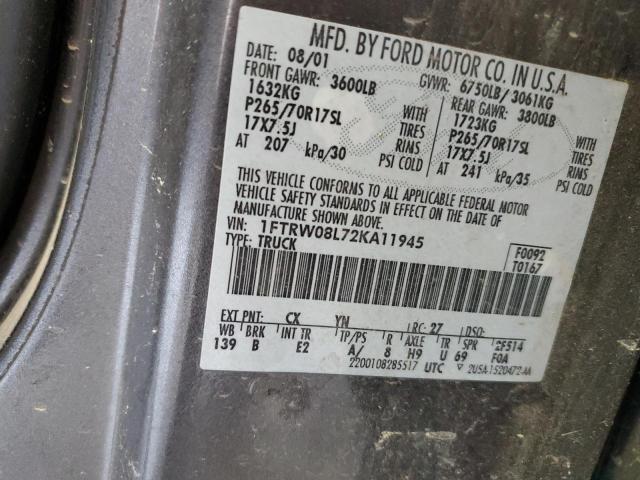 MFD. BY FORD MOTOR CO. IN U.S.A.
DATE: 08/01 GVWR: 6750LB/ 3061KG
FRONT GAWR: 3600LB REAR GAWR: 3800LB
1632KG WITH 1723KG WITH
P265/70R17SL TIRES P265/70R17SL TIRES
17X7.5J RIMS 17X7.5J RIMS
AT 207 kPa/30 PSI COLD AT 241 kPa/35 PSI COLD
THIS VEHICLE CONFORMS TO ALL APPLICABLE FEDERAL MOTOR
VEHICLE SAFETY STANDARDS IN EFFECT ON THE DATE OF
MANUFACTURE SHOWN ABOVE.
VIN: 1FTRW08L72KA11945
TYPE: TRUCK
F0092
T0167
EXT PNT: CX YN RC: 27 DSO:
WB BRK INT TR TP/PS R AXLE TR SPR 2F514
139 B E2 A/ 8 H9 U 69 FOA
2200108285517 UTC 2USA-1520472-AA